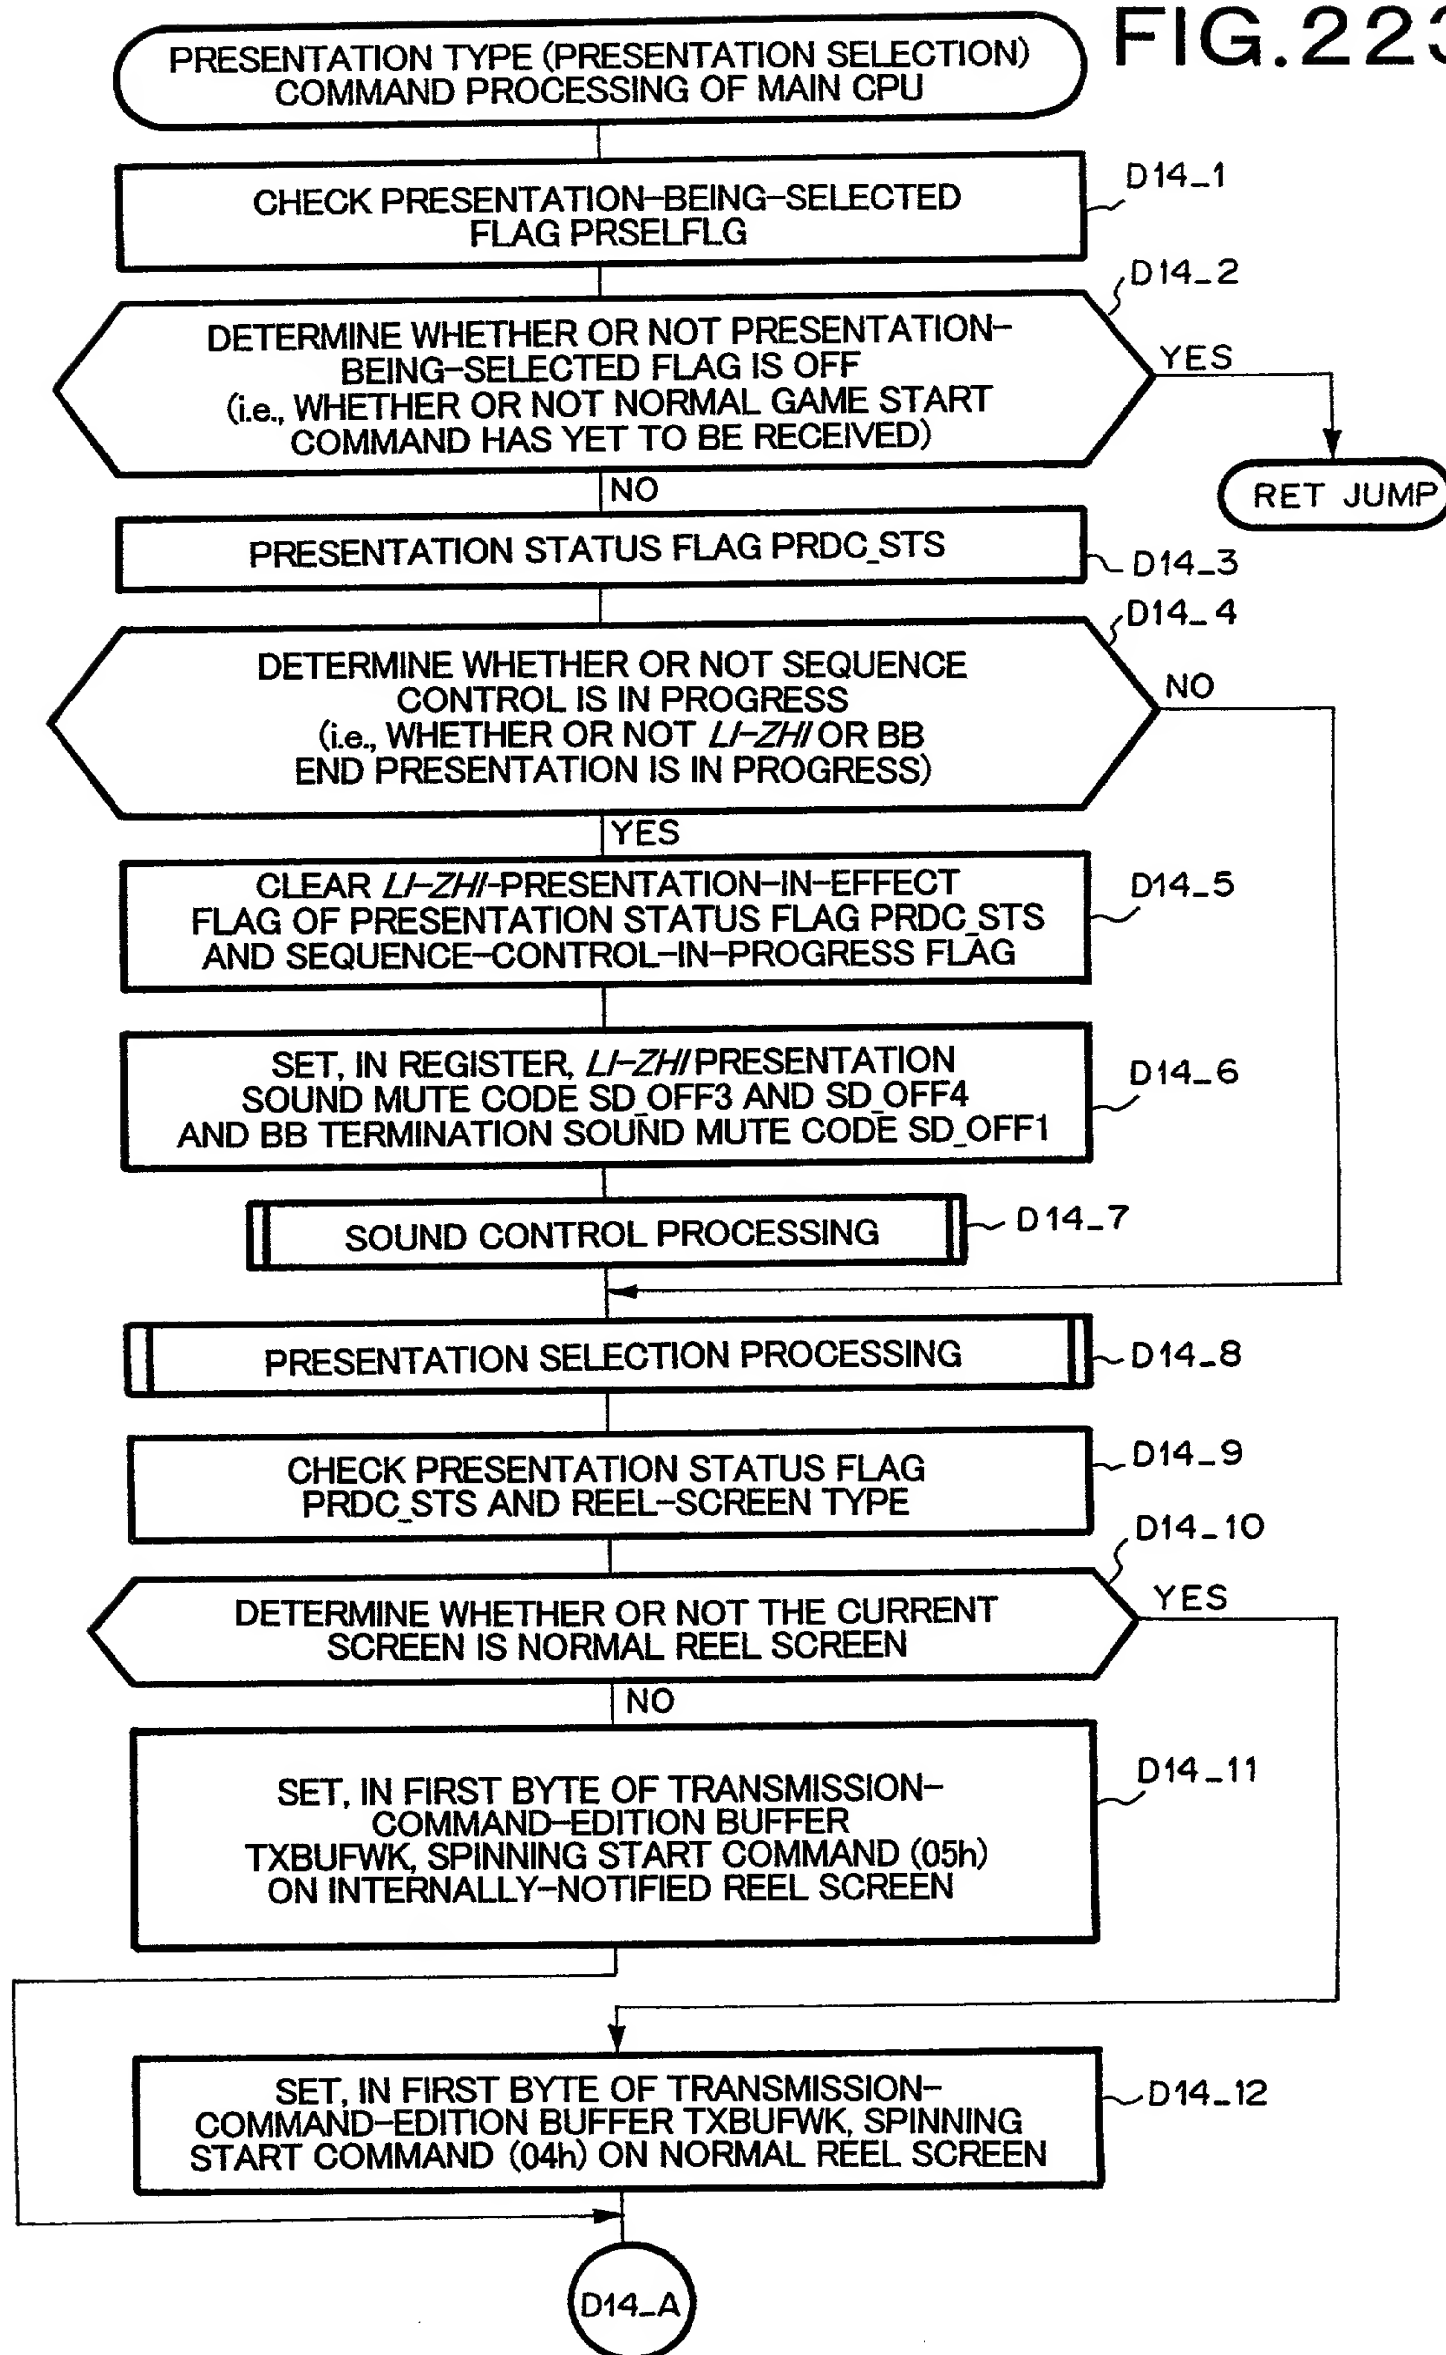 FIG.223
PRESENTATION TYPE (PRESENTATION SELECTION)
COMMAND PROCESSING OF MAIN CPU
D14_1
CHECK PRESENTATION-BEING-SELECTED
FLAG PRSELFLG
D14_2
DETERMINE WHETHER OR NOT PRESENTATION-
BEING-SELECTED FLAG IS OFF
(i.e., WHETHER OR NOT NORMAL GAME START
COMMAND HAS YET TO BE RECEIVED)
YES
NO
RET JUMP
PRESENTATION STATUS FLAG PRDC_STS
D14_3
D14_4
DETERMINE WHETHER OR NOT SEQUENCE
CONTROL IS IN PROGRESS
(i.e., WHETHER OR NOT LI-ZHI OR BB
END PRESENTATION IS IN PROGRESS)
NO
YES
CLEAR LI-ZHI-PRESENTATION-IN-EFFECT
FLAG OF PRESENTATION STATUS FLAG PRDC_STS
AND SEQUENCE-CONTROL-IN-PROGRESS FLAG
D14_5
SET, IN REGISTER, LI-ZHI PRESENTATION
SOUND MUTE CODE SD_OFF3 AND SD_OFF4
AND BB TERMINATION SOUND MUTE CODE SD_OFF1
D14_6
SOUND CONTROL PROCESSING
D14_7
PRESENTATION SELECTION PROCESSING
D14_8
CHECK PRESENTATION STATUS FLAG
PRDC_STS AND REEL-SCREEN TYPE
D14_9
D14_10
DETERMINE WHETHER OR NOT THE CURRENT
SCREEN IS NORMAL REEL SCREEN
YES
NO
SET, IN FIRST BYTE OF TRANSMISSION-
COMMAND-EDITION BUFFER
TXBUFWK, SPINNING START COMMAND (05h)
ON INTERNALLY-NOTIFIED REEL SCREEN
D14_11
SET, IN FIRST BYTE OF TRANSMISSION-
COMMAND-EDITION BUFFER TXBUFWK, SPINNING
START COMMAND (04h) ON NORMAL REEL SCREEN
D14_12
D14_A